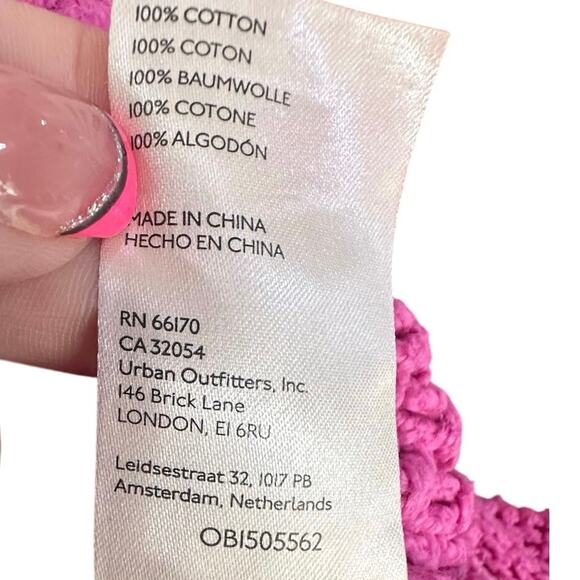 100% COTTON
100% COTON
100% BAUMWOLLE
100% COTONE
100% ALGODÓN
MADE IN CHINA
HECHO EN CHINA
RN 66170
CA 32054
Urban Outfitters, Inc.
146 Brick Lane
LONDON, E1 6RU
Leidsestraat 32, 1017 PB
Amsterdam, Netherlands
OB1505562